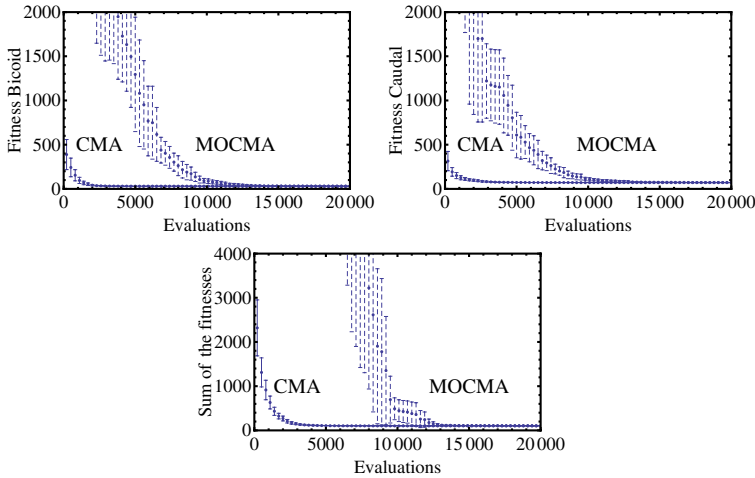 2000
1500
1000
500
0
Fitness Bicoid
CMA
MOCMA
0 5000 10 000 15 000 20 000
Evaluations
2000
1500
1000
500
0
Fitness Caudal
CMA
MOCMA
0 5000 10 000 15 000 20 000
Evaluations
4000
3000
2000
1000
0
Sum of the fitnesses
CMA
MOCMA
0 5000 10 000 15 000 20 000
Evaluations